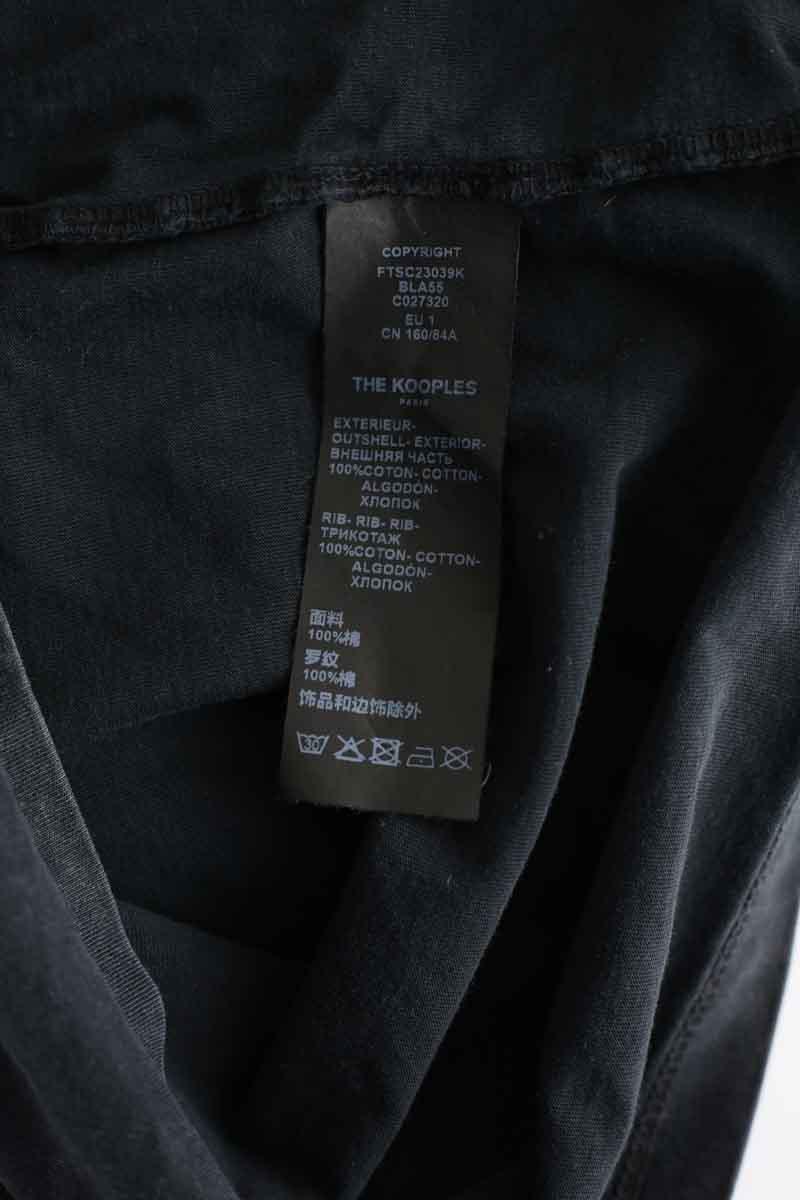 COPYRIGHT
FTSC23039K
BLA55
C027320
EU 1
CN 160/84A
THE KOOPLES
PARIS
EXTERIEUR-
OUTSHELL- EXTERIOR-
ВНЕШНЯЯ ЧАСТЬ
100%COTON- COTTON-
ALGODÓN-
ХЛОПОК
RIB- RIB- RIB-
ТРИКОТАЖ
100%COTON- COTTON-
ALGODÓN-
ХЛОПОК
面料
100%棉
罗纹
100%棉
饰品和边饰除外
30